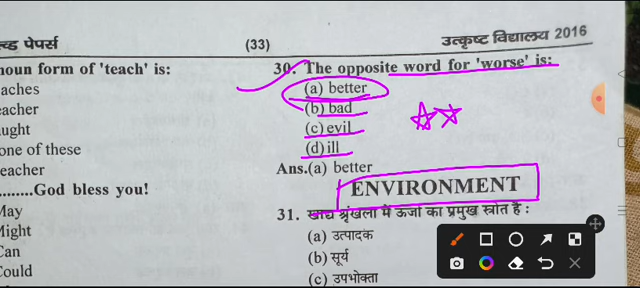 ल्ड पेपर्स (33) उत्कृष्ट विद्यालय 2016
noun form of 'teach' is:
aches
eacher
ught
one of these
eacher
........God bless you!
May
Might
Can
Could
30. The opposite word for 'worse' is:
(a) better
(b) bad
(c) evil
(d) ill
Ans.(a) better
ENVIRONMENT
31. खाद्य श्रृंखला में ऊर्जा का प्रमुख स्त्रोत है :
(a) उत्पादक
(b) सूर्य
(c) उपभोक्ता